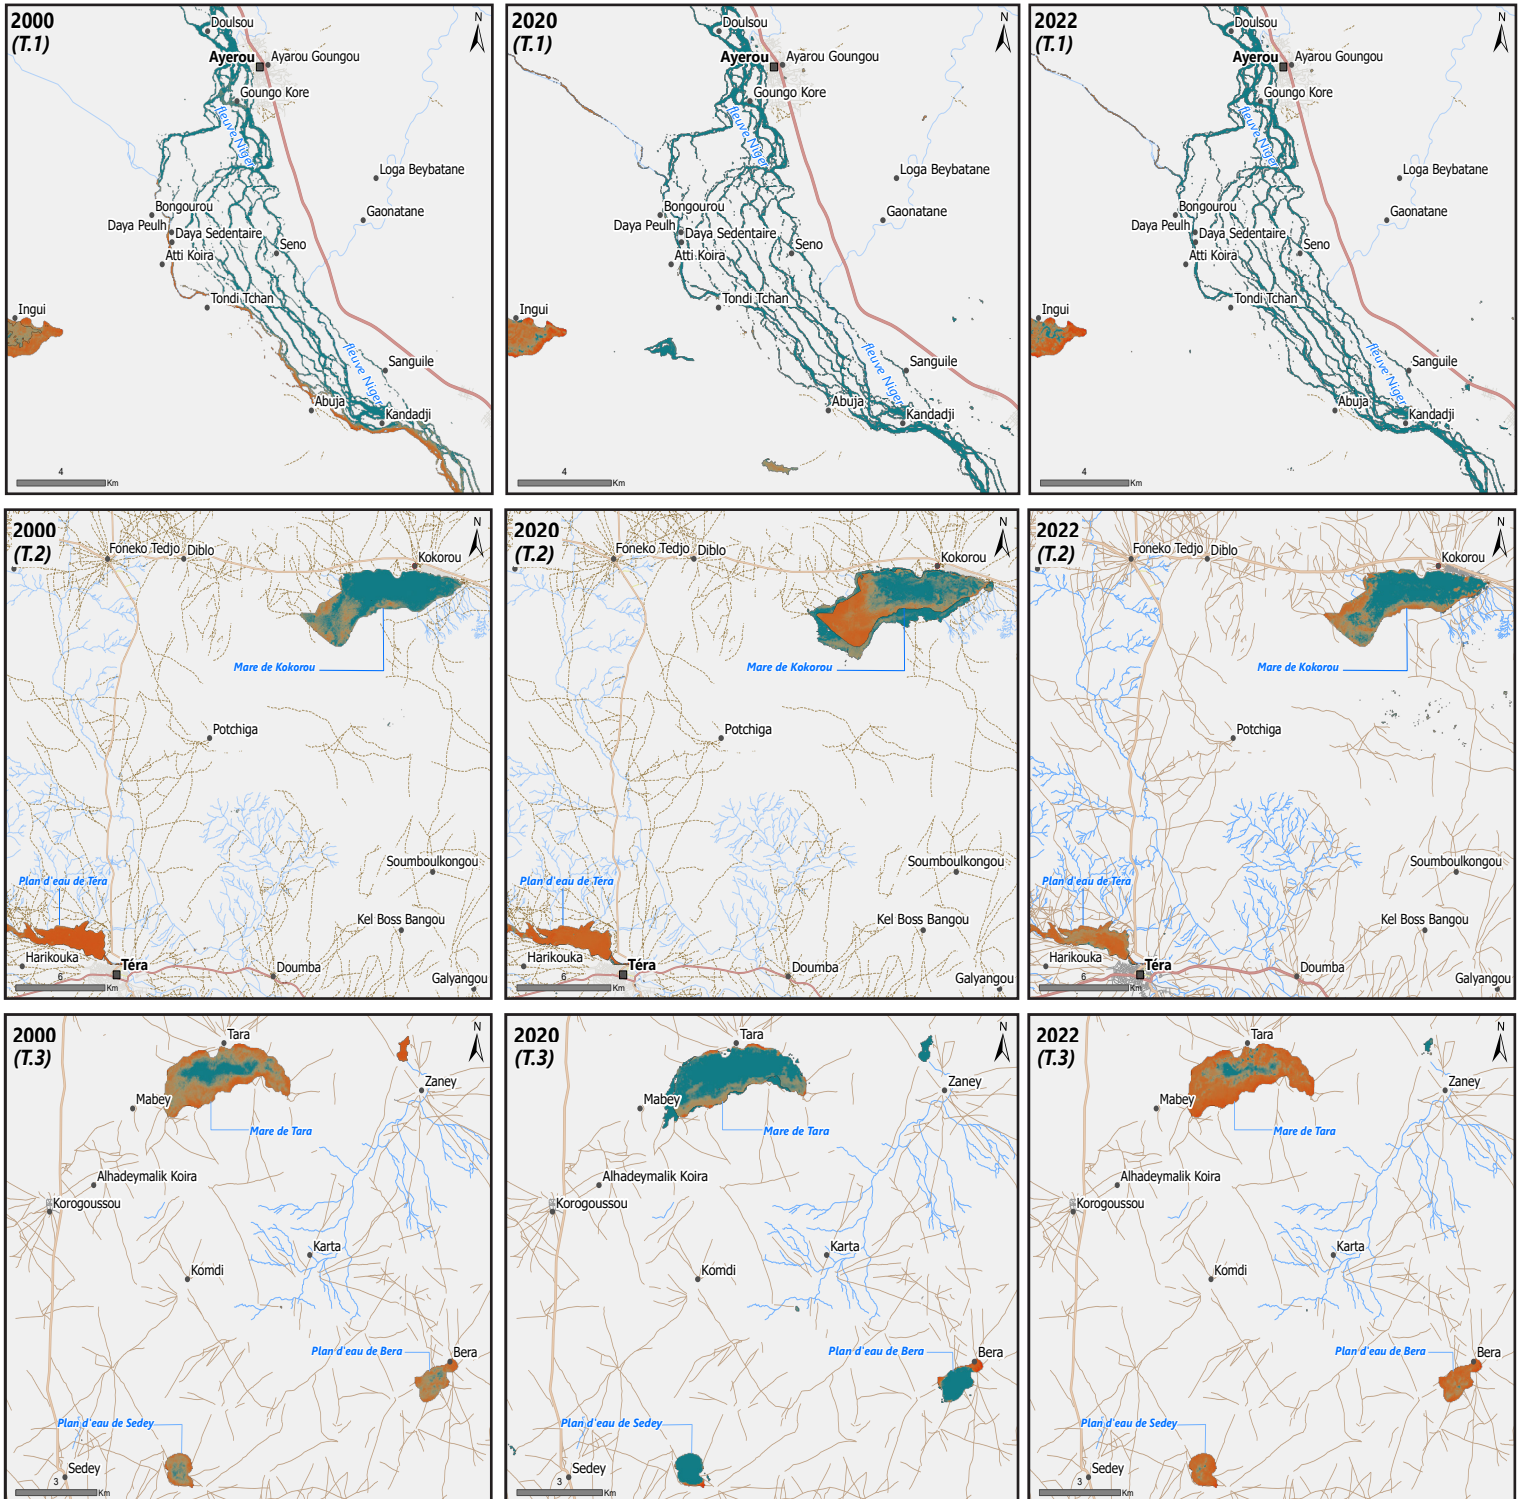 2000
(T.1)
N
Doulsou
Ayerou
Ayarou Goungou
Goungo Kore
fleuve Niger
Loga Beybatane
Bongourou
Gaonatane
Daya Peulh
Daya Sedentaire
Seno
Atti Koira
Tondi Tchan
Ingui
fleuve Niger
Sanguile
Abuja
Kandadji
4
Km
2020
(T.1)
N
Doulsou
Ayerou
Ayarou Goungou
Goungo Kore
fleuve Niger
Loga Beybatane
Bongourou
Gaonatane
Daya Peulh
Daya Sedentaire
Seno
Atti Koira
Tondi Tchan
Ingui
fleuve Niger
Sanguile
Abuja
Kandadji
4
Km
2022
(T.1)
N
Doulsou
Ayerou
Ayarou Goungou
Goungo Kore
fleuve Niger
Loga Beybatane
Bongourou
Gaonatane
Daya Peulh
Daya Sedentaire
Seno
Atti Koira
Tondi Tchan
Ingui
fleuve Niger
Sanguile
Abuja
Kandadji
4
Km
2000
(T.2)
N
Foneko Tedjo
Diblo
Kokorou
Mare de Kokorou
Potchiga
Soumboulkongou
Plan d'eau de Téra
Kel Boss Bangou
Harikouka
Téra
Doumba
Galyangou
6
Km
2020
(T.2)
N
Foneko Tedjo
Diblo
Kokorou
Mare de Kokorou
Potchiga
Soumboulkongou
Plan d'eau de Téra
Kel Boss Bangou
Harikouka
Téra
Doumba
Galyangou
6
Km
2022
(T.2)
N
Foneko Tedjo
Diblo
Kokorou
Mare de Kokorou
Potchiga
Soumboulkongou
Plan d'eau de Téra
Kel Boss Bangou
Harikouka
Téra
Doumba
Galyangou
6
Km
2000
(T.3)
N
Tara
Zaney
Mabey
Mare de Tara
Alhadeymalik Koira
Korogoussou
Karta
Komdi
Plan d'eau de Bera
Bera
Plan d'eau de Sedey
Sedey
3
Km
2020
(T.3)
N
Tara
Zaney
Mabey
Mare de Tara
Alhadeymalik Koira
Korogoussou
Karta
Komdi
Plan d'eau de Bera
Bera
Plan d'eau de Sedey
Sedey
3
Km
2022
(T.3)
N
Tara
Zaney
Mabey
Mare de Tara
Alhadeymalik Koira
Korogoussou
Karta
Komdi
Plan d'eau de Bera
Bera
Plan d'eau de Sedey
Sedey
3
Km